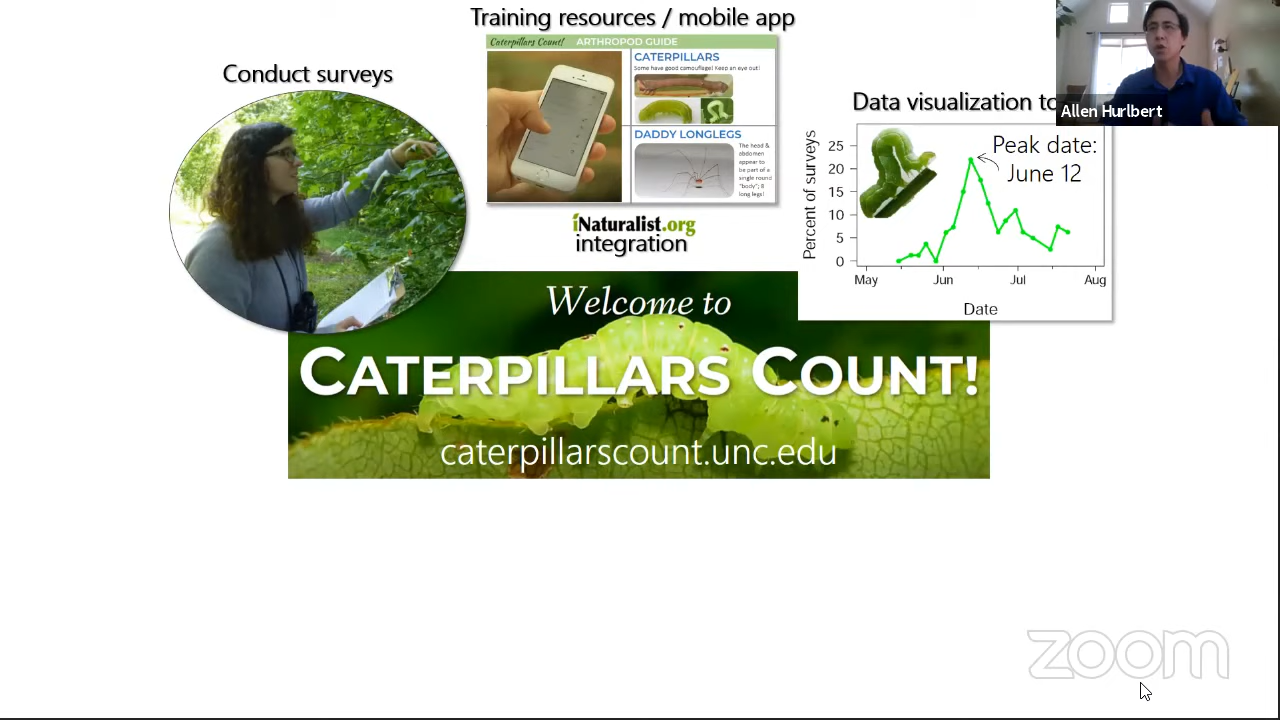 Training resources / mobile app
Conduct surveys
Caterpillars Count! ARTHROPOD GUIDE
CATERPILLARS
Some have good camouflage! Keep an eye out!
DADDY LONGLEGS
The head &
abdomen
appear to
be part of a
single round
"body"; 8
long legs!
iNaturalist.org
integration
Data visualization to
Allen Hurlbert
Peak date:
June 12
Percent of surveys
25
20
15
10
5
0
May Jun Jul Aug
Date
Welcome to
CATERPILLARS COUNT!
caterpillarscount.unc.edu
zoom